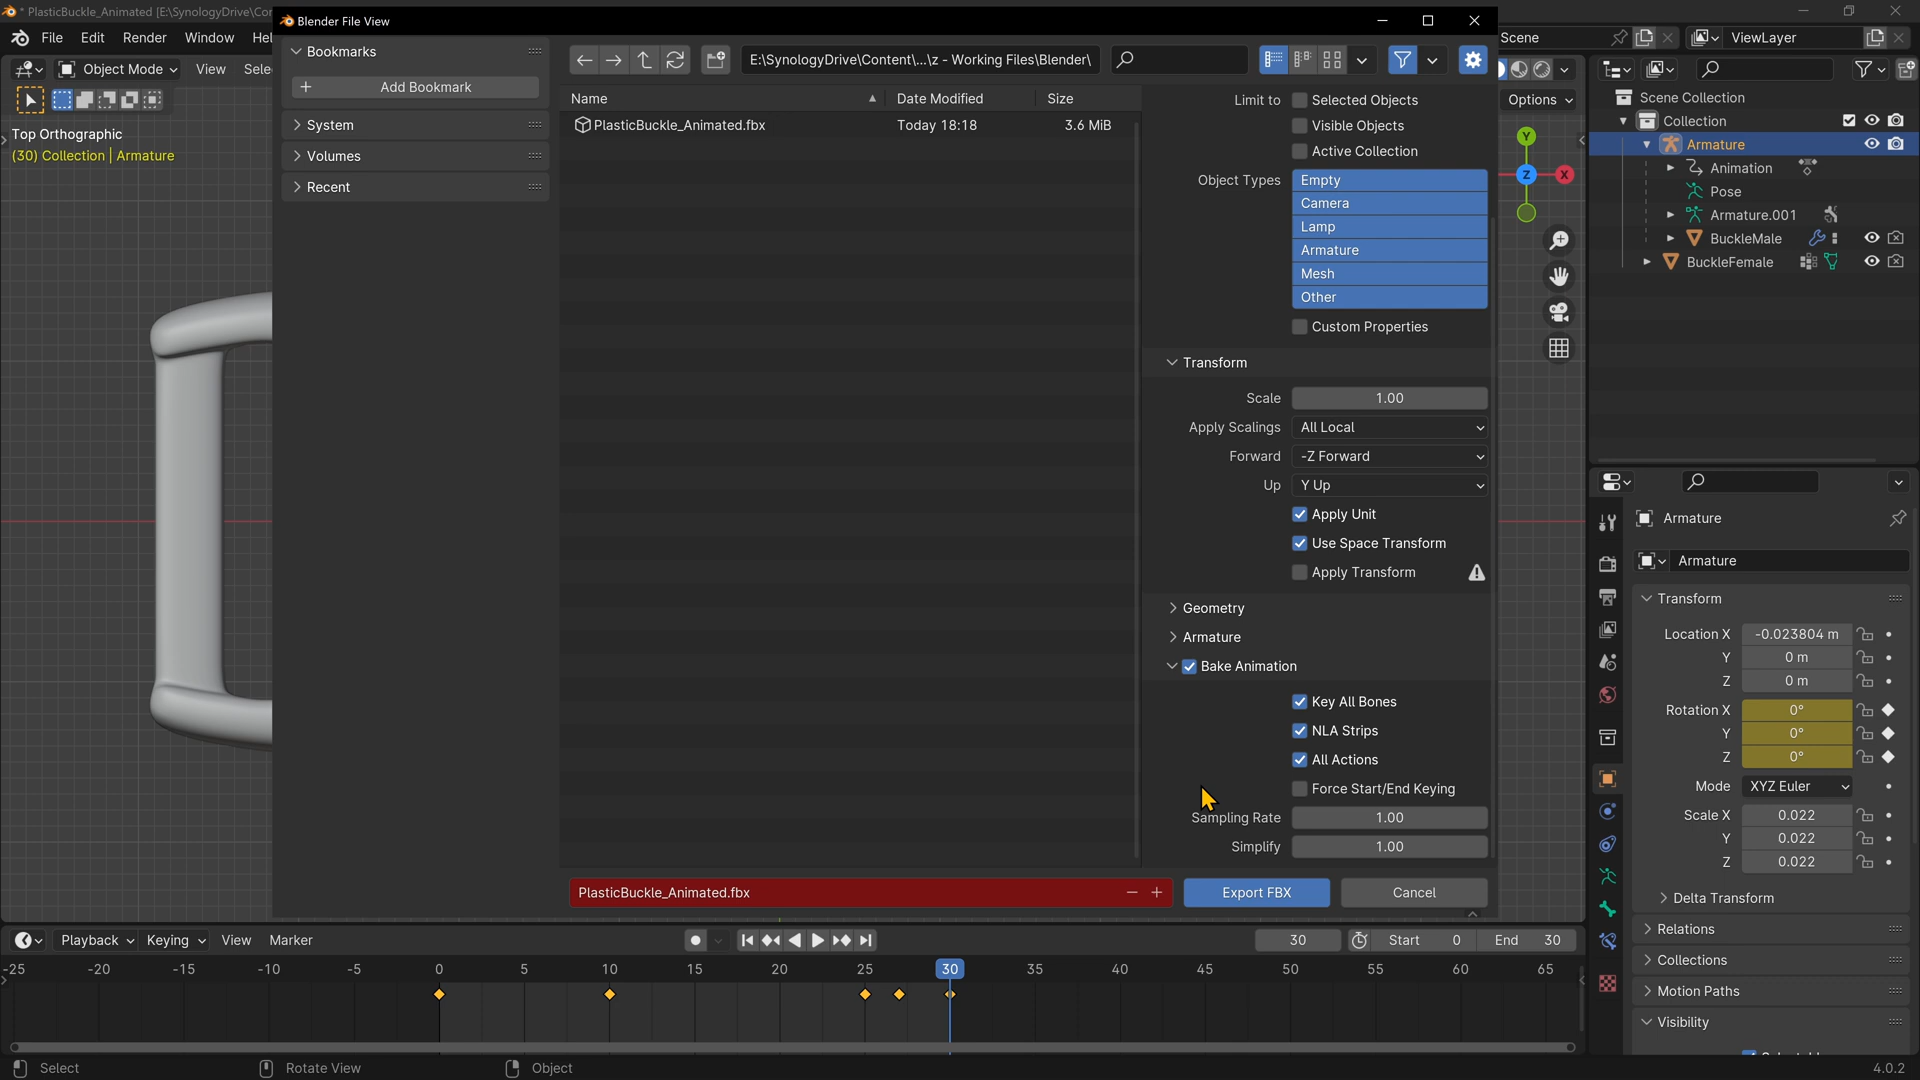 * PlasticBuckle_Animated [E:\SynologyDrive\Cor
Blender File View
File Edit Render Window Hel
Scene
ViewLayer
Object Mode View Sele
Options
Top Orthographic
(30) Collection | Armature
Bookmarks
Add Bookmark
System
Volumes
Recent
E:\SynologyDrive\Content\...\z - Working Files\Blender\
Name Date Modified Size
PlasticBuckle_Animated.fbx Today 18:18 3.6 MiB
Limit to Selected Objects
Visible Objects
Active Collection
Object Types Empty
Camera
Lamp
Armature
Mesh
Other
Custom Properties
Transform
Scale 1.00
Apply Scalings All Local
Forward -Z Forward
Up Y Up
Apply Unit
Use Space Transform
Apply Transform
Geometry
Armature
Bake Animation
Key All Bones
NLA Strips
All Actions
Force Start/End Keying
Sampling Rate 1.00
Simplify 1.00
PlasticBuckle_Animated.fbx
Export FBX
Cancel
Y
Z
X
Scene Collection
Collection
Armature
Animation
Pose
Armature.001
BuckleMale
BuckleFemale
Armature
Armature
Transform
Location X -0.023804 m
Y 0 m
Z 0 m
Rotation X 0°
Y 0°
Z 0°
Mode XYZ Euler
Scale X 0.022
Y 0.022
Z 0.022
Delta Transform
Relations
Collections
Motion Paths
Visibility
Playback Keying View Marker
30 Start 0 End 30
-25 -20 -15 -10 -5 0 5 10 15 20 25 30 35 40 45 50 55 60 65
Select
Rotate View
Object
4.0.2